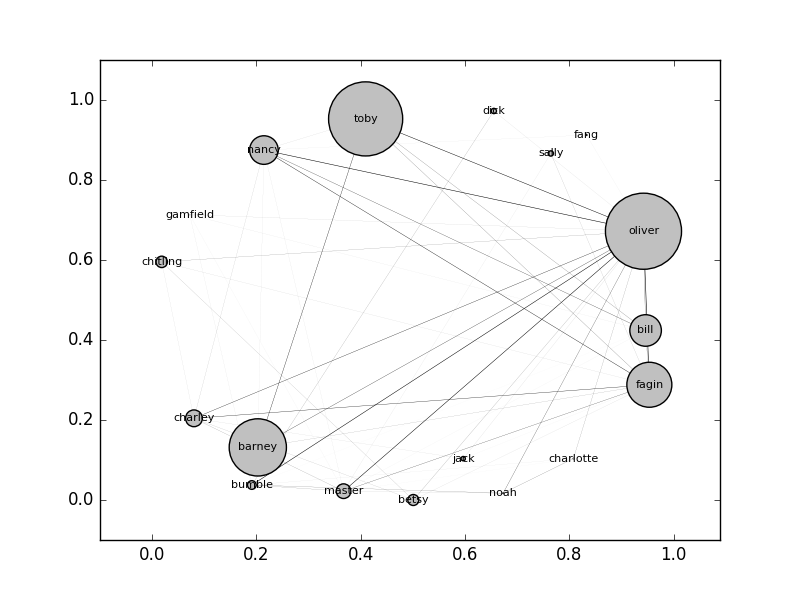 1.0
0.8
0.6
0.4
0.2
0.0
dick
toby
fang
nancy
sally
gamfield
oliver
chitling
bill
fagin
charley
barney
jack
charlotte
bumble
master
noah
betsy
0.0 0.2 0.4 0.6 0.8 1.0